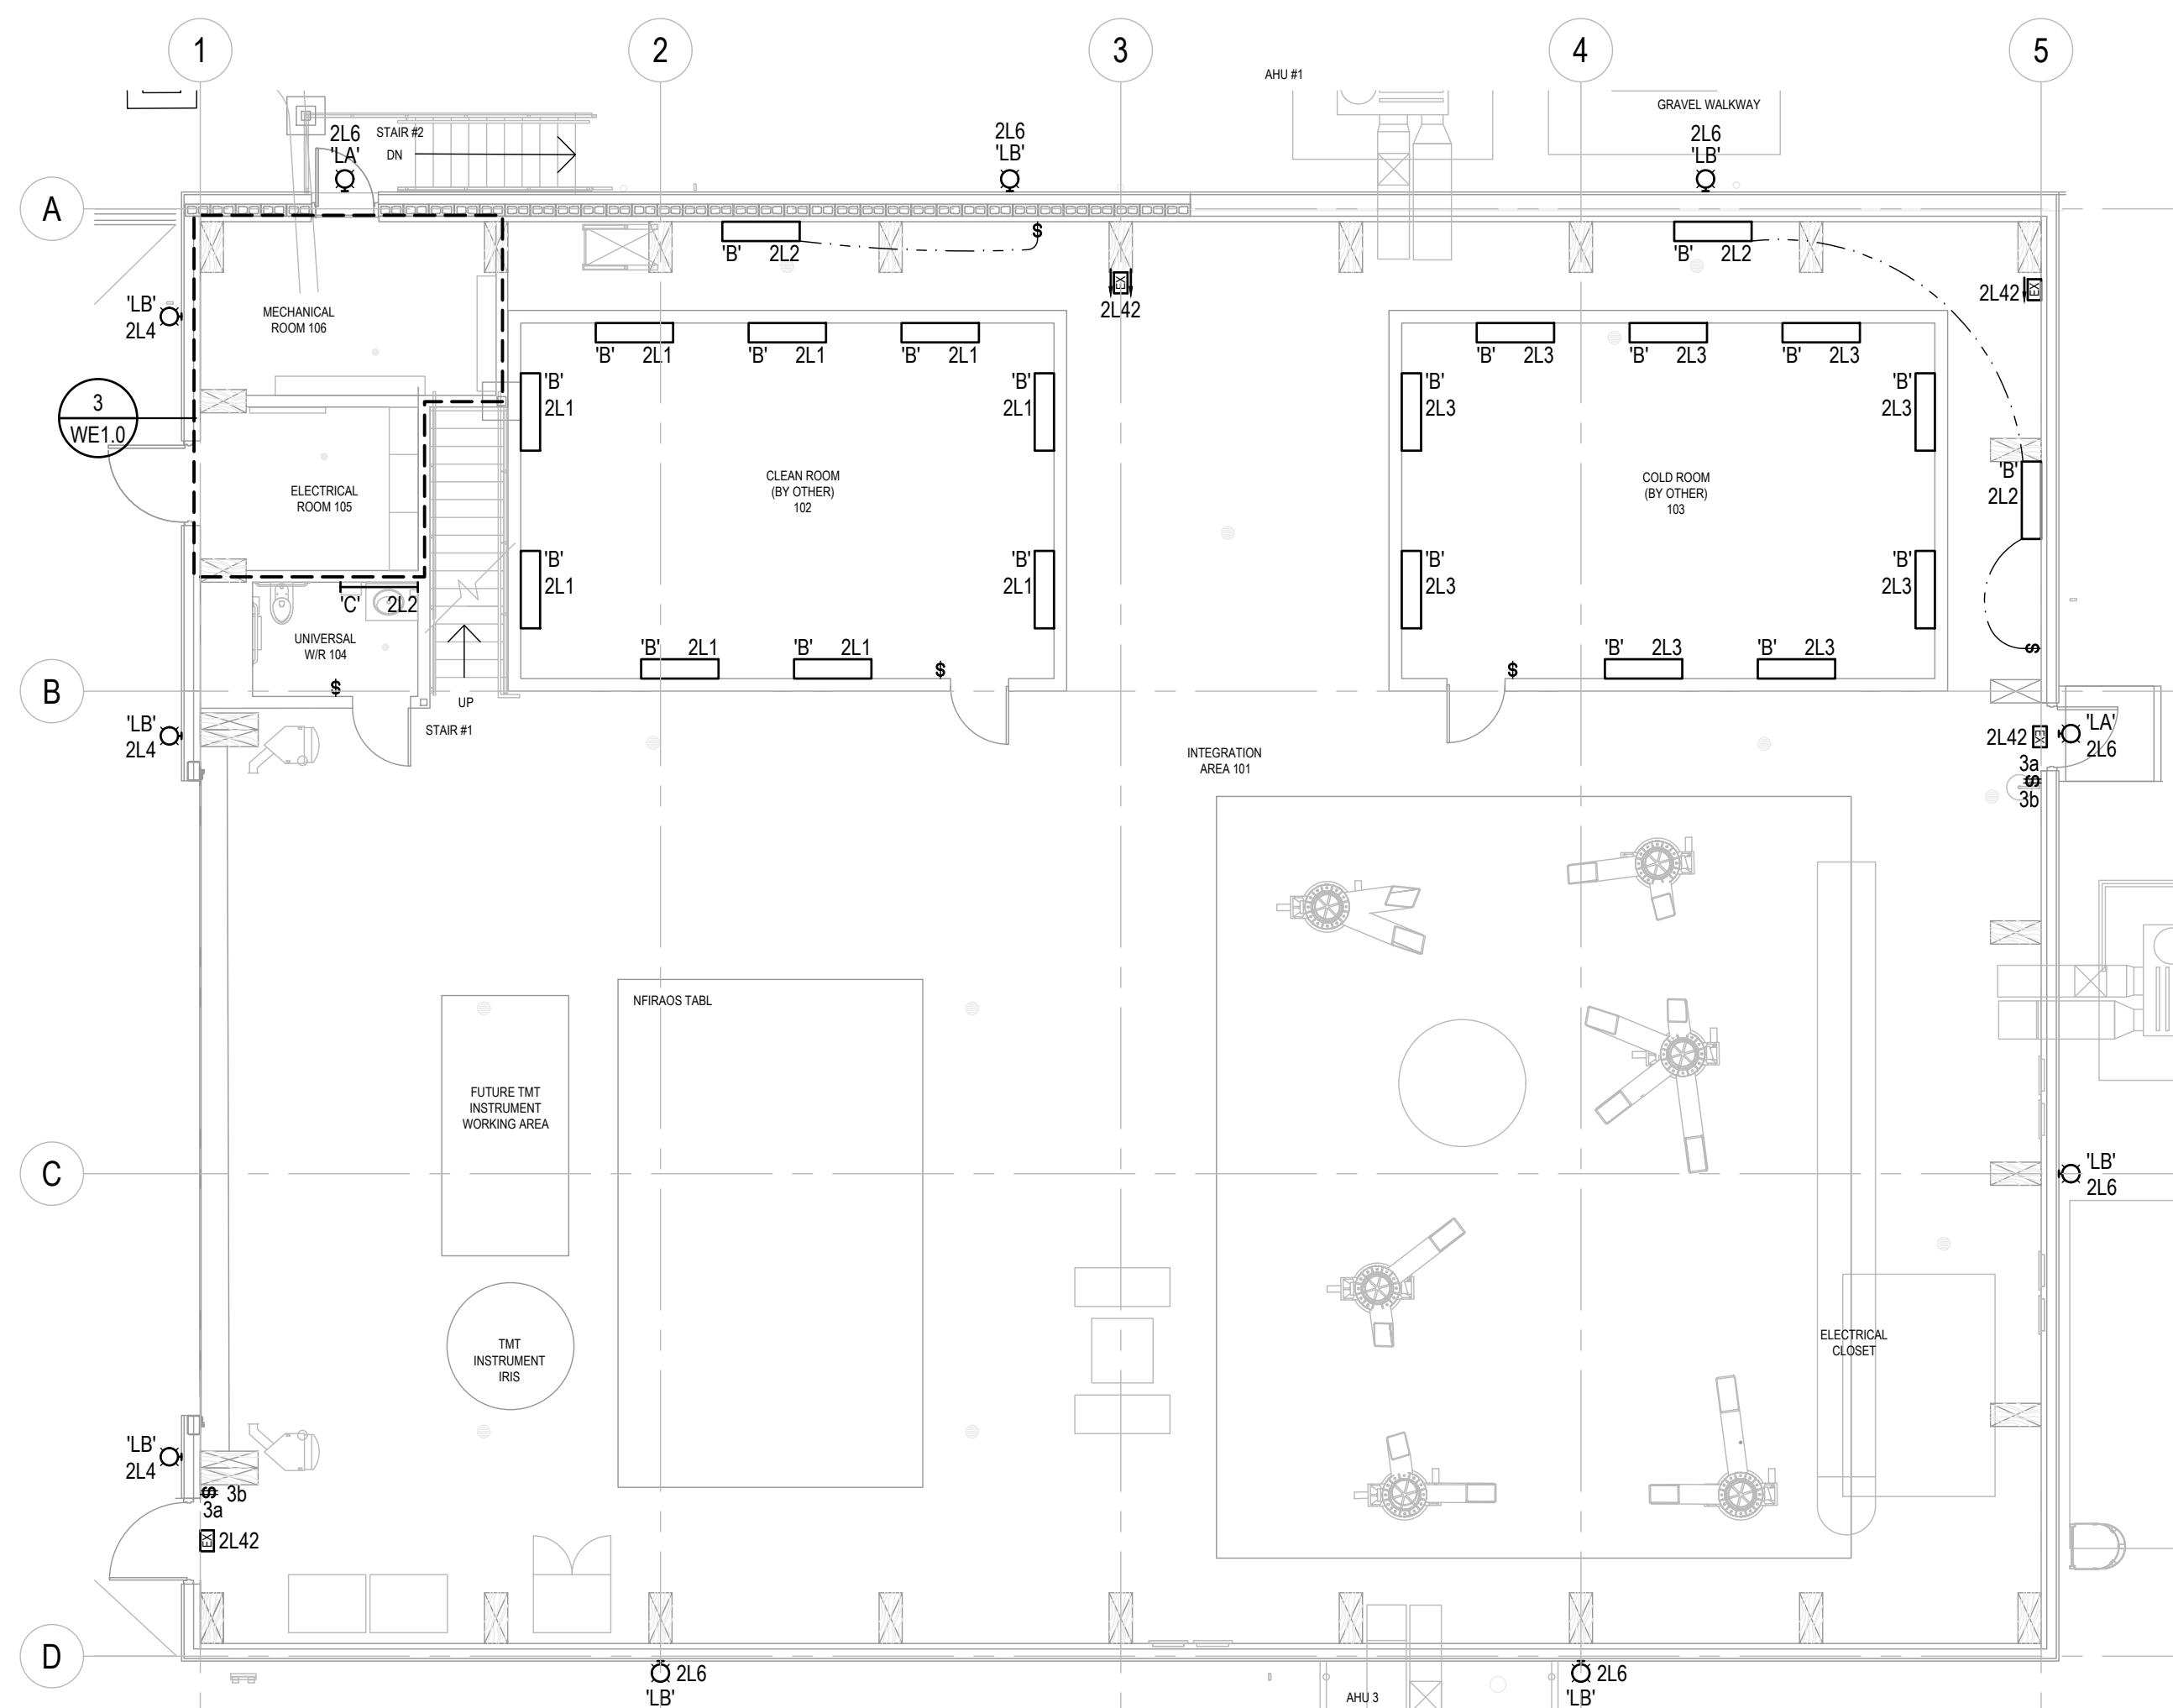 1
2
3
4
5
AHU #1
GRAVEL WALKWAY
2L6
'LA'
STAIR #2
DN
2L6
'LB'
2L6
'LB'
A
'B' 2L2
$
'B' 2L2
EX
2L42
2L42
EX
'LB'
2L4
MECHANICAL
ROOM 106
'B' 2L1
'B' 2L1
'B' 2L1
'B' 2L3
'B' 2L3
'B' 2L3
'B'
2L1
'B'
2L1
'B'
2L3
'B'
2L3
3
WE1.0
CLEAN ROOM
(BY OTHER)
102
COLD ROOM
(BY OTHER)
103
'B'
2L2
ELECTRICAL
ROOM 105
'B'
2L1
'B'
2L1
'B'
2L3
'B'
2L3
'C' 2L2
UNIVERSAL
W/R 104
$
'B' 2L1
'B' 2L1
$
$
'B' 2L3
'B' 2L3
$
B
UP
STAIR #1
'LB'
2L4
INTEGRATION
AREA 101
2L42
EX
'LA'
2L6
3a
$
3b
NFIRAOS TABL
FUTURE TMT
INSTRUMENT
WORKING AREA
C
'LB'
2L6
TMT
INSTRUMENT
IRIS
ELECTRICAL
CLOSET
'LB'
2L4
$ 3b
3a
EX 2L42
D
2L6
'LB'
AHU 3
2L6
'LB'